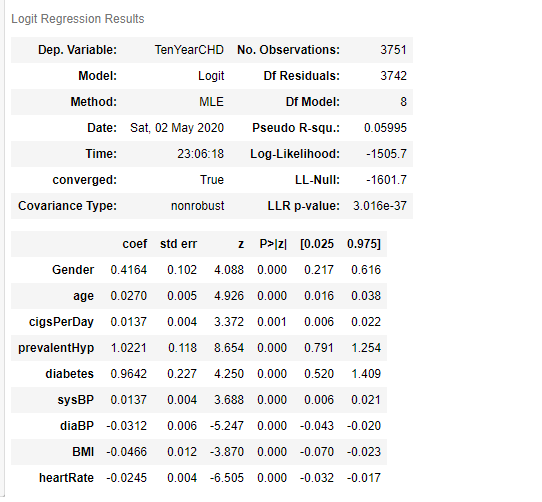 Logit Regression Results
Dep. Variable: TenYearCHD No. Observations: 3751
Model: Logit Df Residuals: 3742
Method: MLE Df Model: 8
Date: Sat, 02 May 2020 Pseudo R-squ.: 0.05995
Time: 23:06:18 Log-Likelihood: -1505.7
converged: True LL-Null: -1601.7
Covariance Type: nonrobust LLR p-value: 3.016e-37
coef std err z P>|z| [0.025 0.975]
Gender 0.4164 0.102 4.088 0.000 0.217 0.616
age 0.0270 0.005 4.926 0.000 0.016 0.038
cigsPerDay 0.0137 0.004 3.372 0.001 0.006 0.022
prevalentHyp 1.0221 0.118 8.654 0.000 0.791 1.254
diabetes 0.9642 0.227 4.250 0.000 0.520 1.409
sysBP 0.0137 0.004 3.688 0.000 0.006 0.021
diaBP -0.0312 0.006 -5.247 0.000 -0.043 -0.020
BMI -0.0466 0.012 -3.870 0.000 -0.070 -0.023
heartRate -0.0245 0.004 -6.505 0.000 -0.032 -0.017